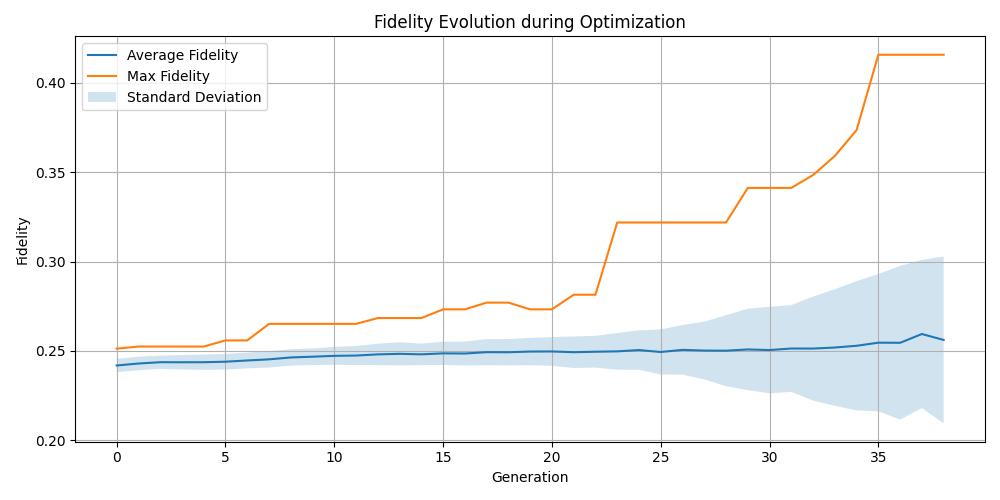 Fidelity Evolution during Optimization
Average Fidelity
Max Fidelity
Standard Deviation
Fidelity
0.40
0.35
0.30
0.25
0.20
0 5 10 15 20 25 30 35
Generation